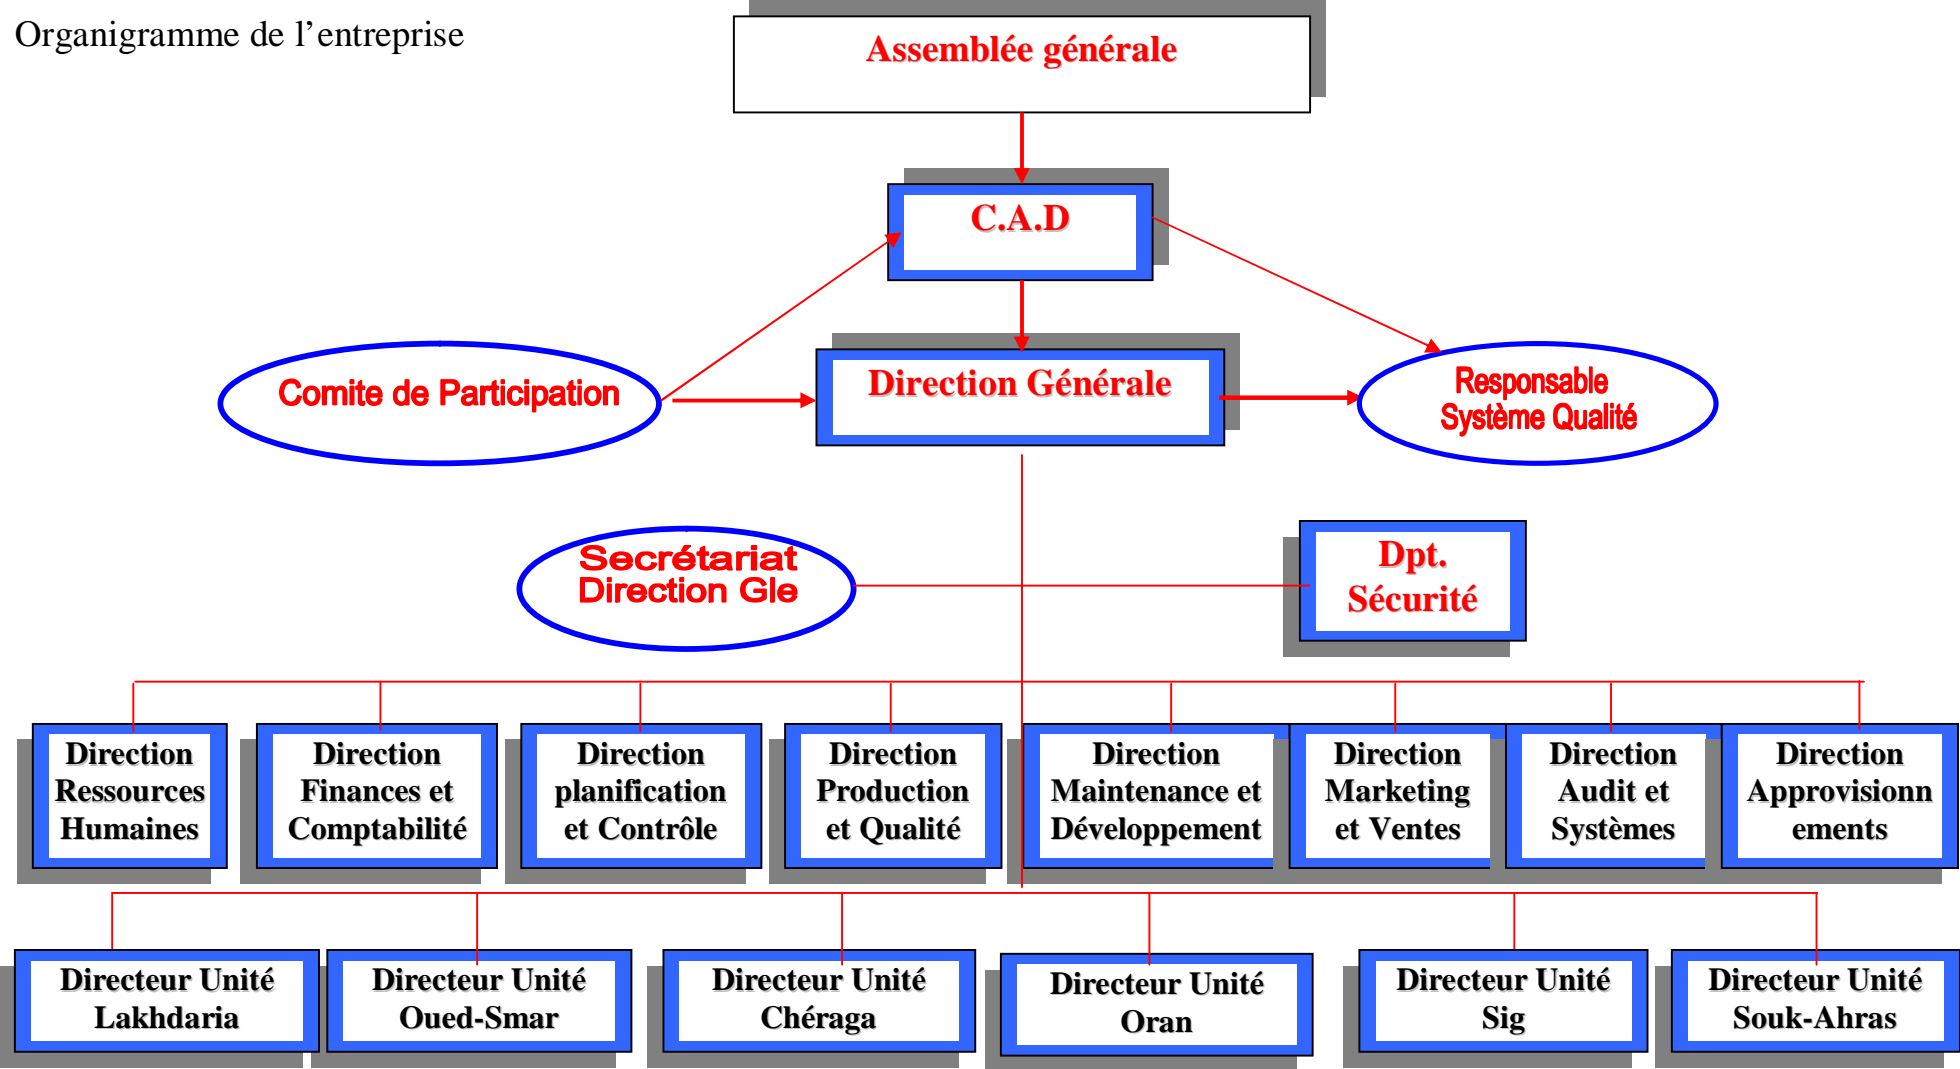 Organigramme de l’entreprise
Assemblée générale
C.A.D
Comite de Participation
Direction Générale
Responsable
Système Qualité
Secrétariat
Direction Gle
Dpt.
Sécurité
Direction
Ressources
Humaines
Direction
Finances et
Comptabilité
Direction
planification
et Contrôle
Direction
Production
et Qualité
Direction
Maintenance et
Développement
Direction
Marketing
et Ventes
Direction
Audit et
Systèmes
Direction
Approvisionn
ements
Directeur Unité
Lakhdaria
Directeur Unité
Oued-Smar
Directeur Unité
Chéraga
Directeur Unité
Oran
Directeur Unité
Sig
Directeur Unité
Souk-Ahras